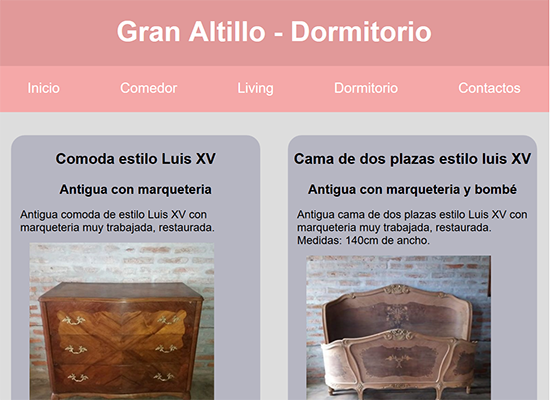 Gran Altillo - Dormitorio
Inicio Comedor Living Dormitorio Contactos
Comoda estilo Luis XV
Antigua con marqueteria
Antigua comoda de estilo Luis XV con
marqueteria muy trabajada, restaurada.
Cama de dos plazas estilo luis XV
Antigua con marqueteria y bombé
Antigua cama de dos plazas estilo Luis XV con
marqueteria muy trabajada, restaurada.
Medidas: 140cm de ancho.